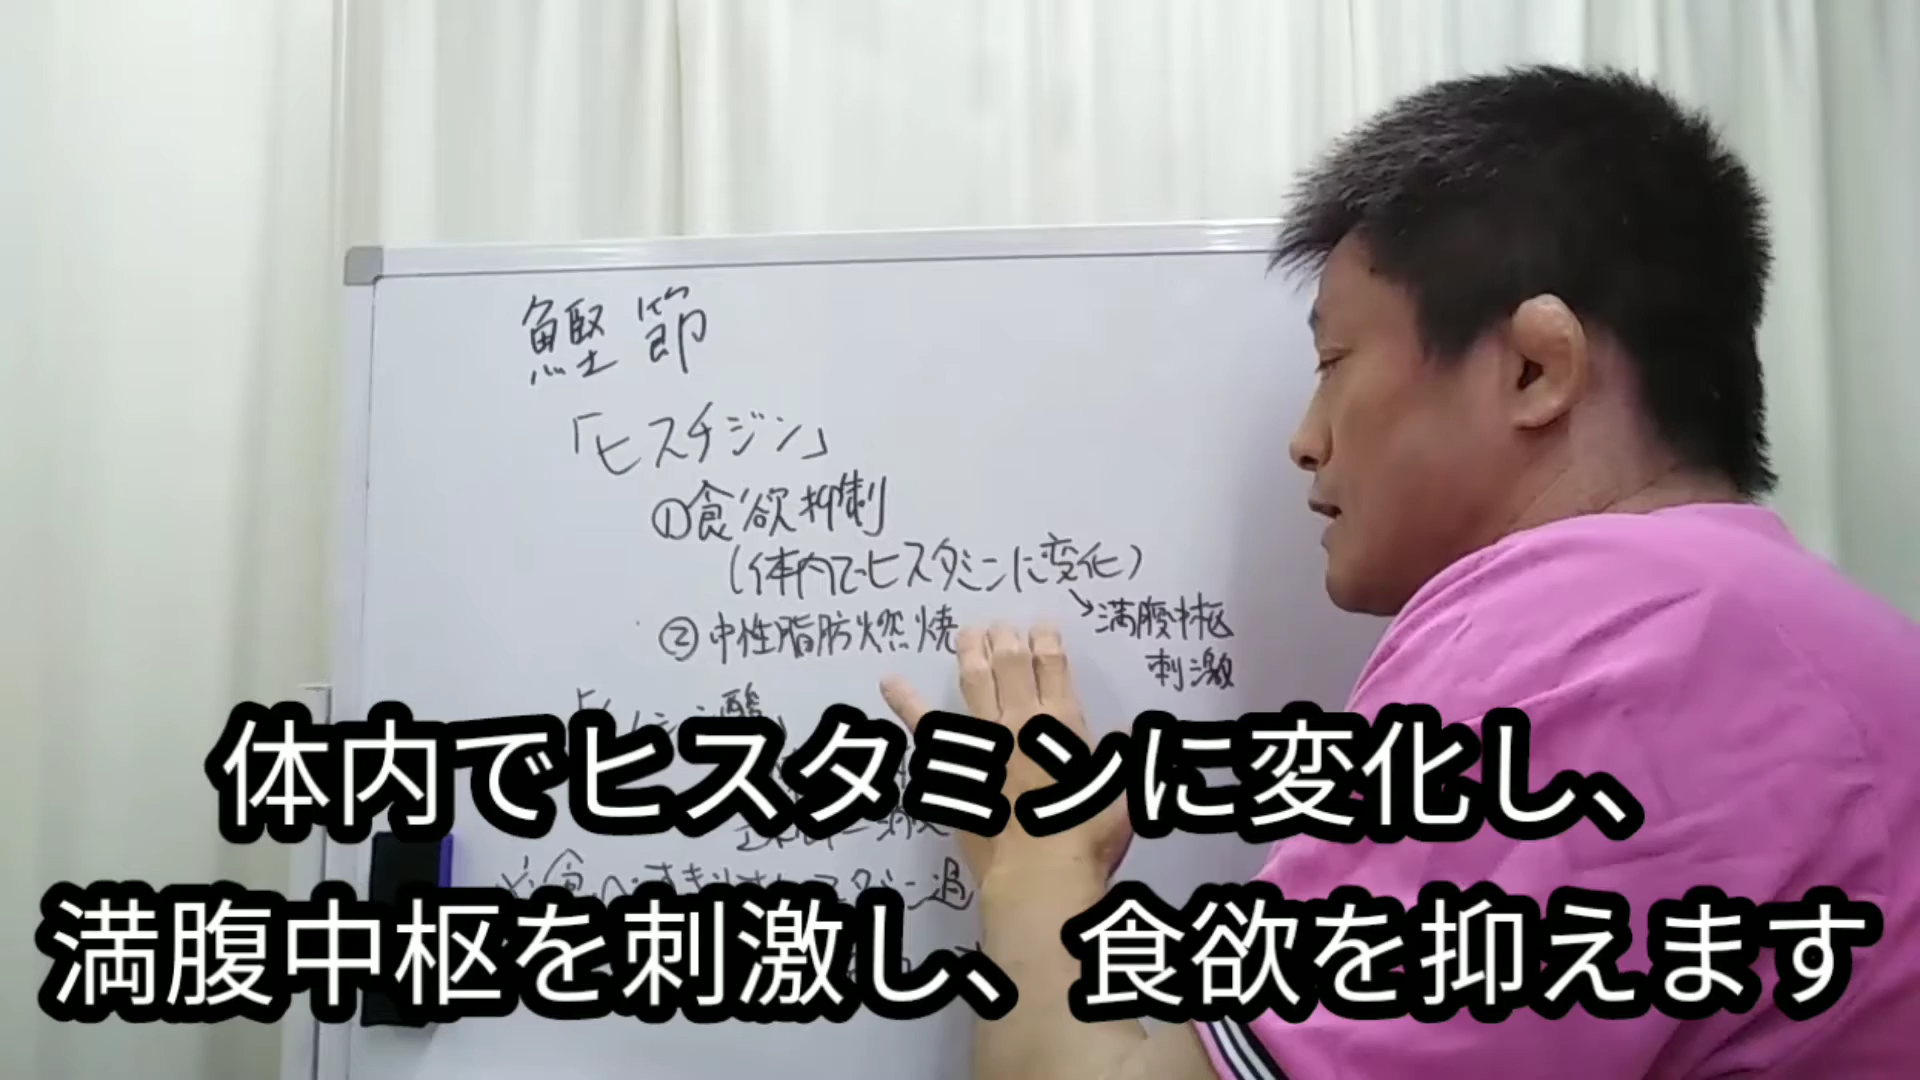 鰹節
「ヒスチジン」
①食欲抑制
(体内でヒスタミンに変化)
↘満腹中枢
刺激
②中性脂肪燃焼
体内でヒスタミンに変化し、
満腹中枢を刺激し、食欲を抑えます